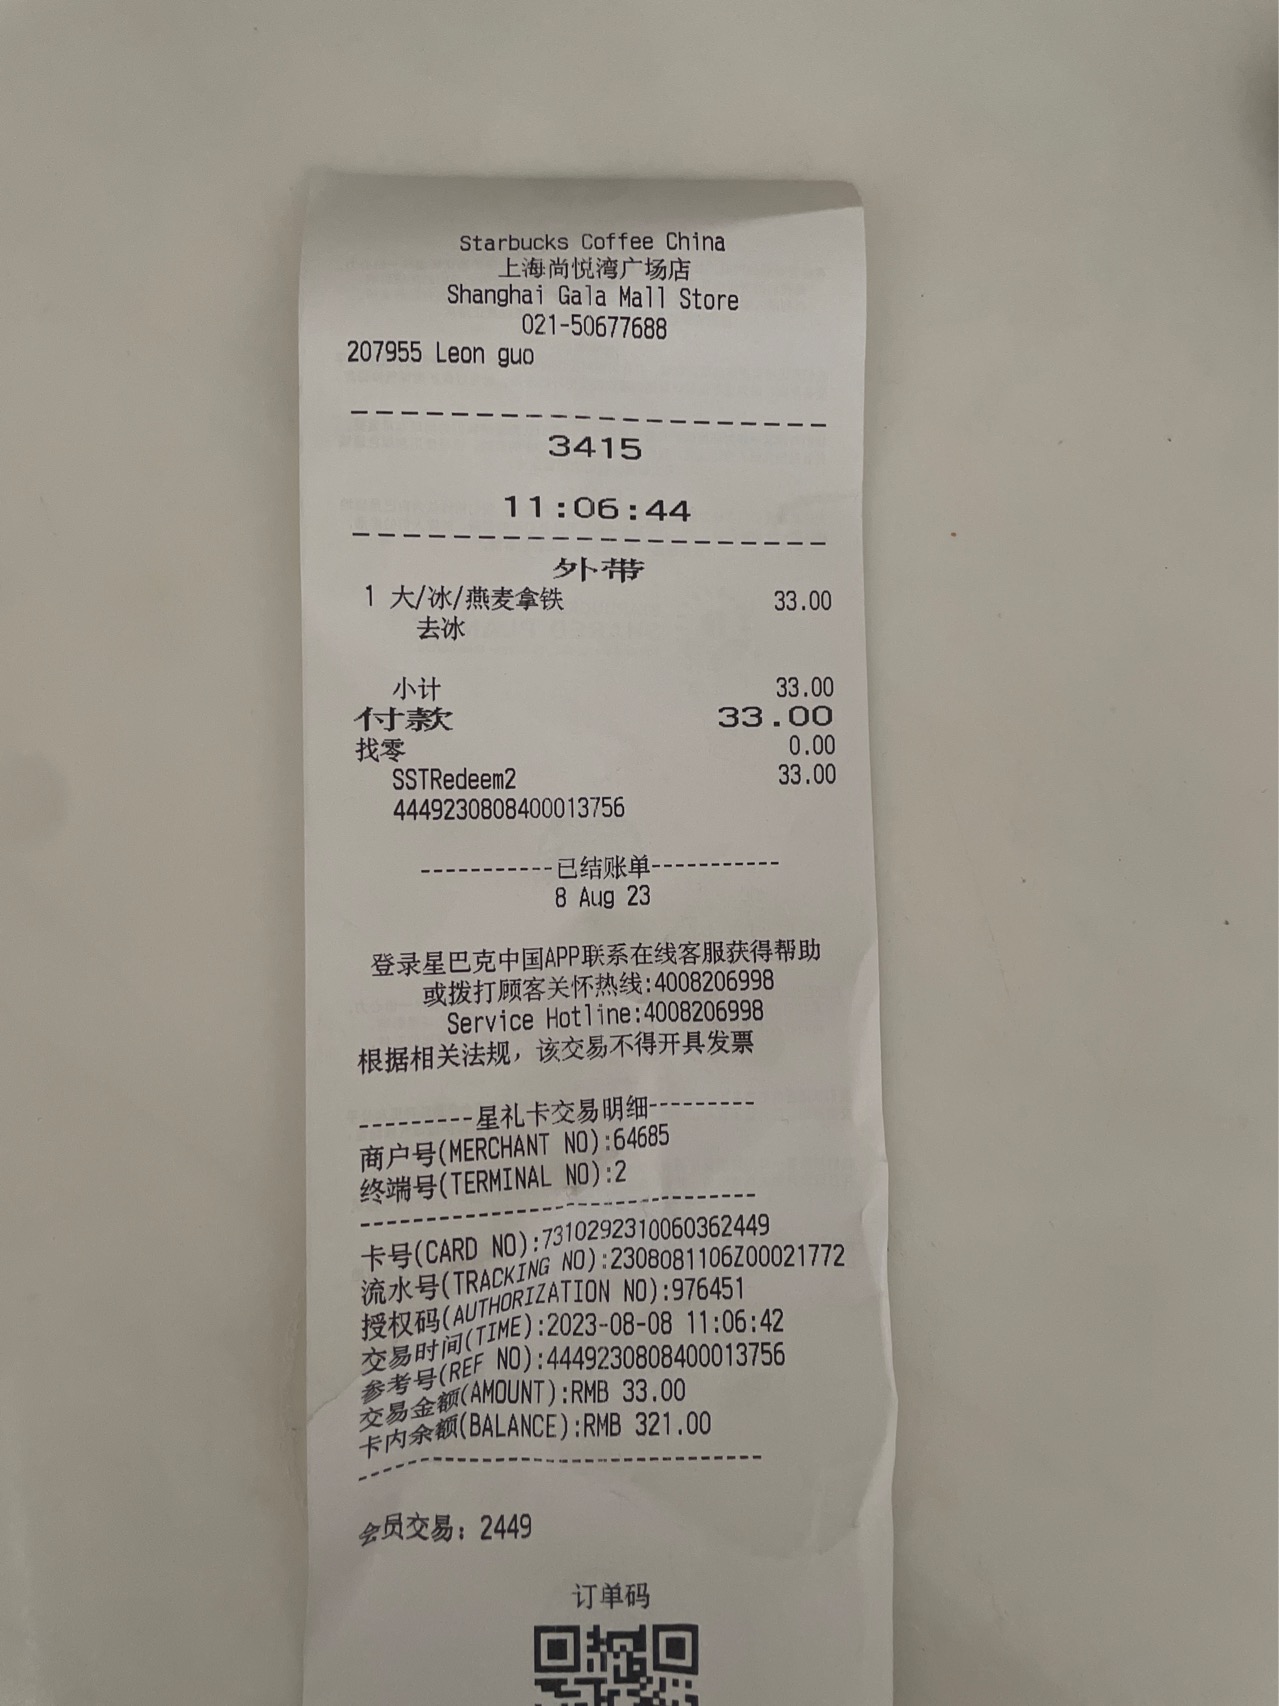 Starbucks Coffee China
上海尚悦湾广场店
Shanghai Gala Mall Store
021-50677688
207955 Leon guo
3415
11:06:44
外带
1 大/冰/燕麦拿铁 33.00
去冰
小计 33.00
付款 33.00
找零 0.00
SSTRedeem2 33.00
4449230808400013756
-----------已结账单-----------
8 Aug 23
登录星巴克中国APP联系在线客服获得帮助
或拨打顾客关怀热线:4008206998
Service Hotline:4008206998
根据相关法规，该交易不得开具发票
---------星礼卡交易明细---------
商户号(MERCHANT NO):64685
终端号(TERMINAL NO):2
卡号(CARD NO):7310292310060362449
流水号(TRACKING NO):2308081106Z00021772
授权码(AUTHORIZATION NO):976451
交易时间(TIME):2023-08-08 11:06:42
参考号(REF NO):4449230808400013756
交易金额(AMOUNT):RMB 33.00
卡内余额(BALANCE):RMB 321.00
会员交易: 2449
订单码